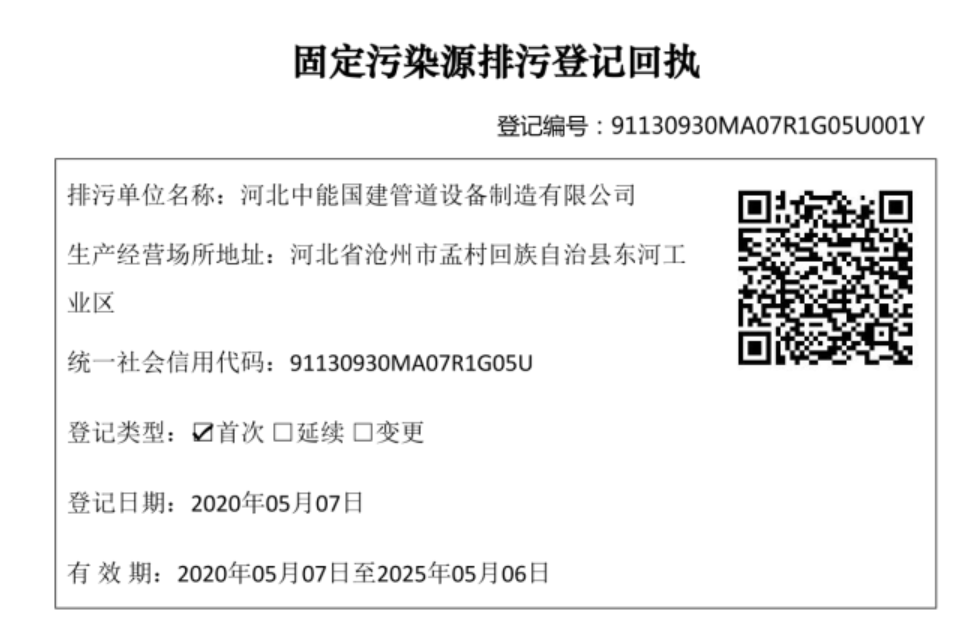 固定污染源排污登记回执
登记编号：91130930MA07R1G05U001Y
排污单位名称：河北中能国建管道设备制造有限公司
生产经营场所地址：河北省沧州市孟村回族自治县东河工
业区
统一社会信用代码：91130930MA07R1G05U
登记类型：☑首次 □延续 □变更
登记日期：2020年05月07日
有 效 期：2020年05月07日至2025年05月06日